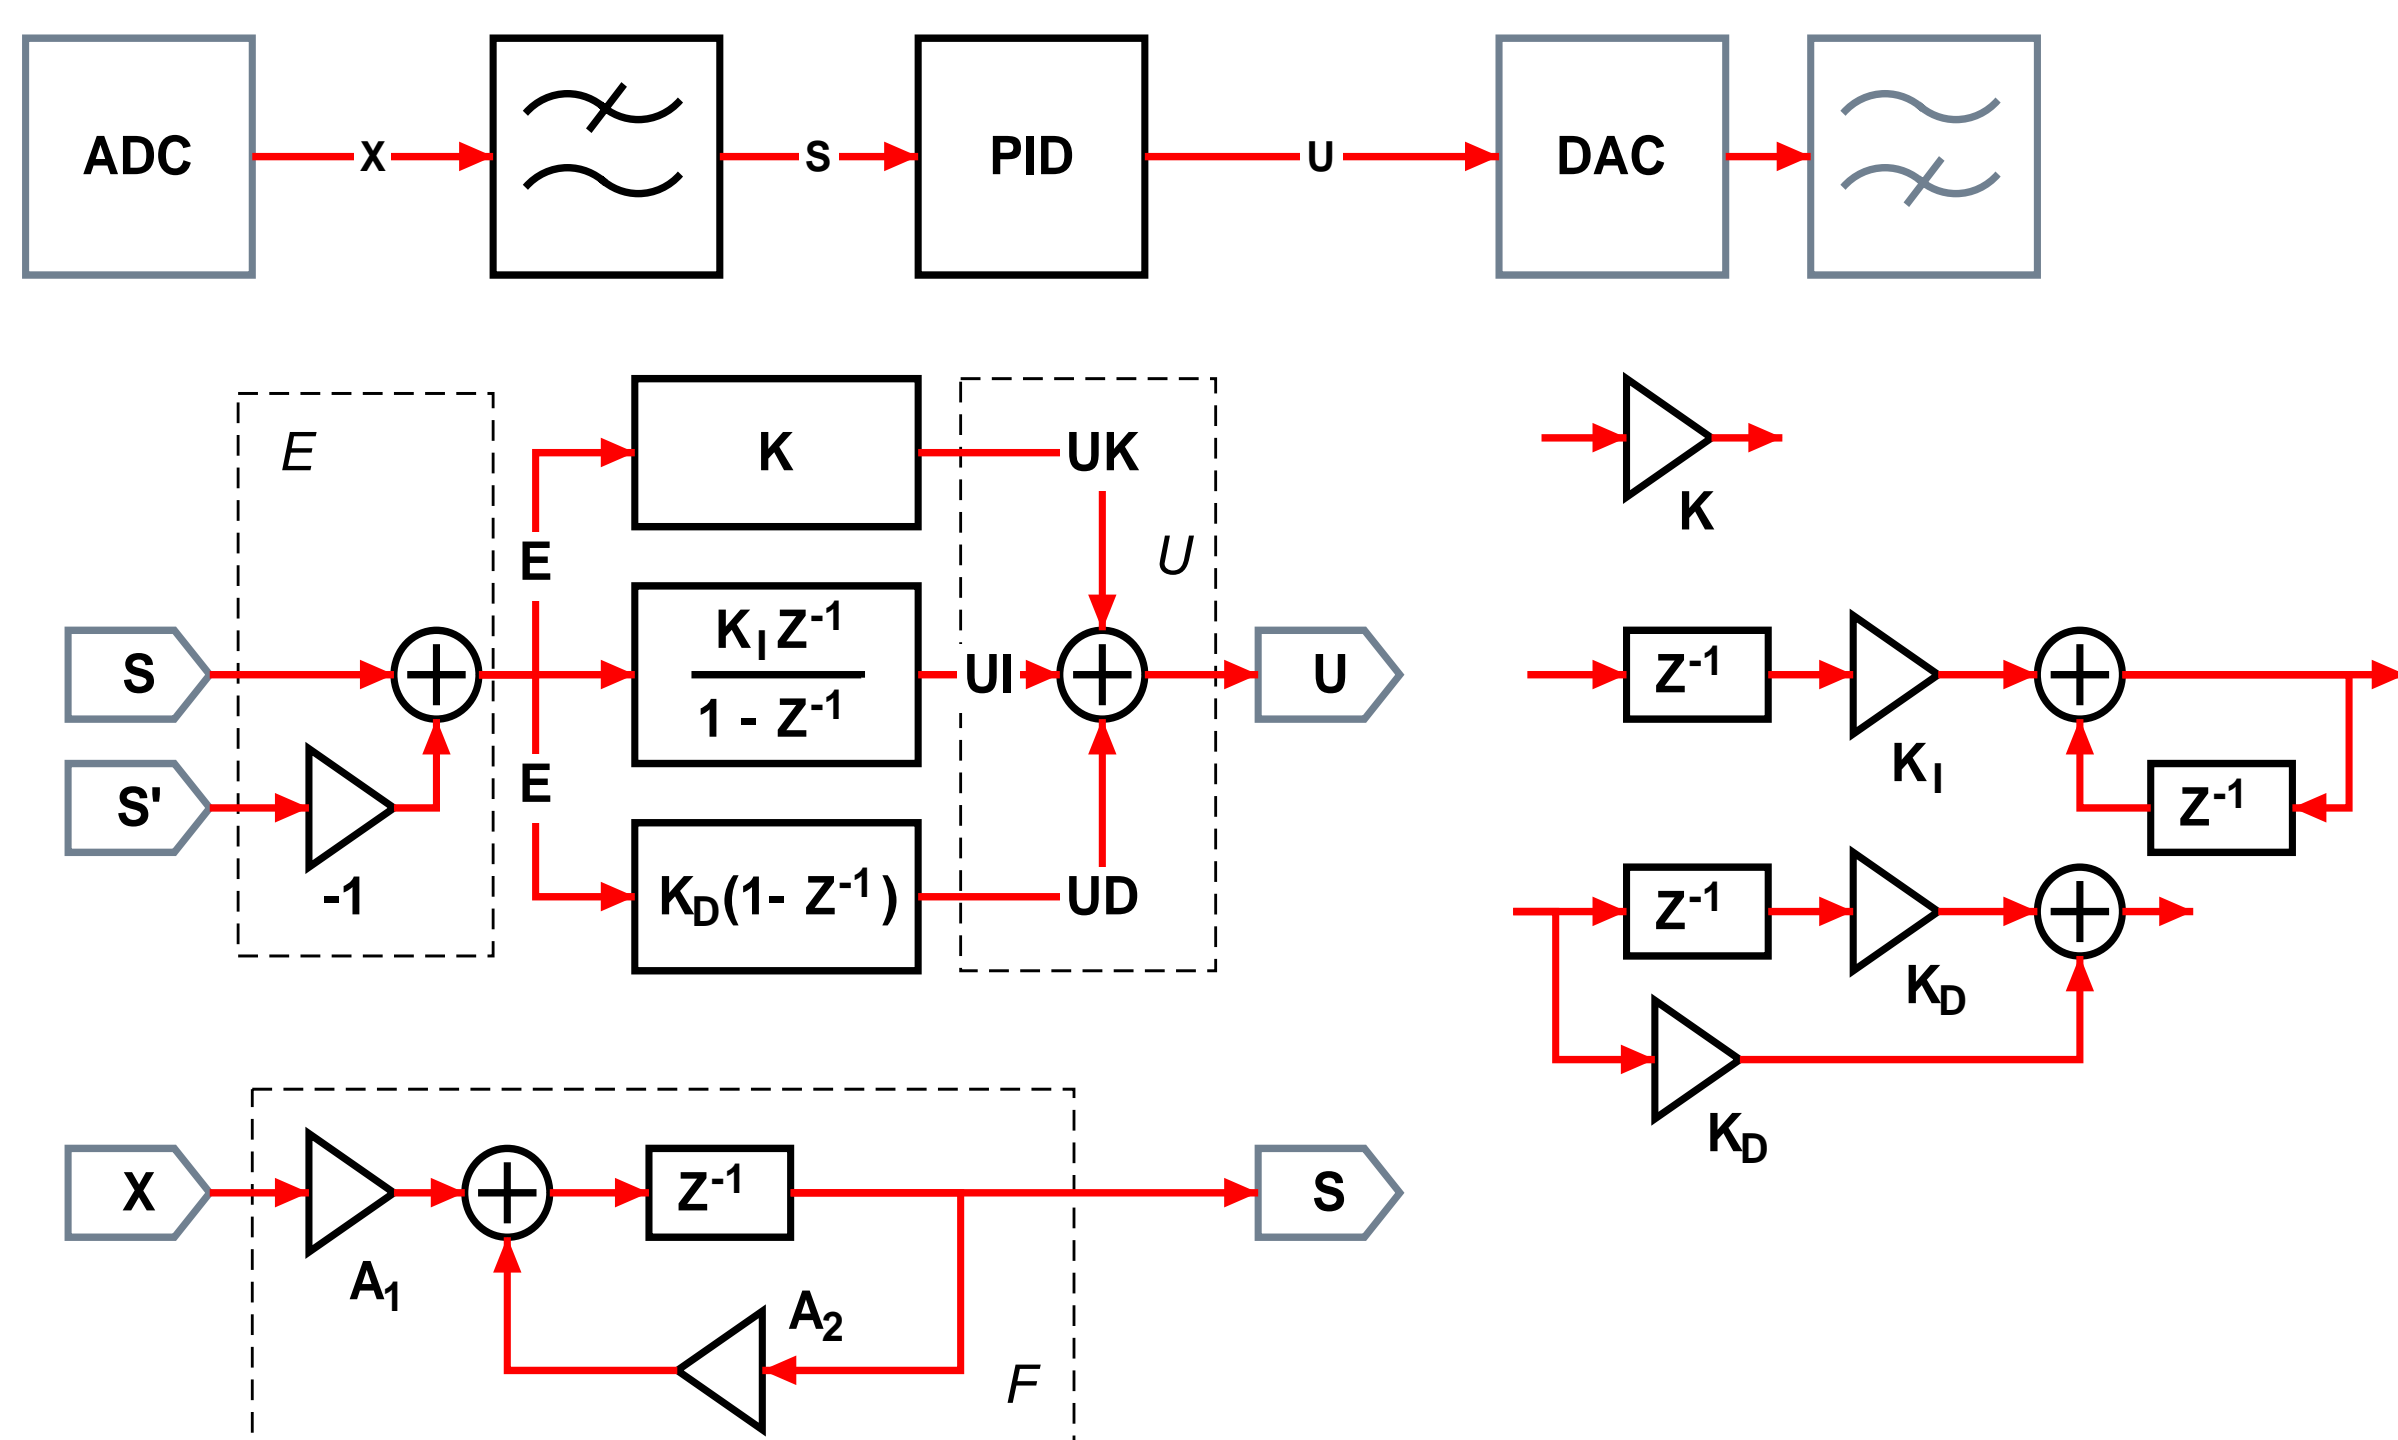 ADC
X
S
PID
U
DAC
E
K
UK
K
E
U
K_I Z^-1
1 - Z^-1
S
UI
U
Z^-1
K_I
S'
-1
E
Z^-1
K_D(1- Z^-1)
UD
Z^-1
K_D
K_D
X
A_1
Z^-1
S
A_2
F